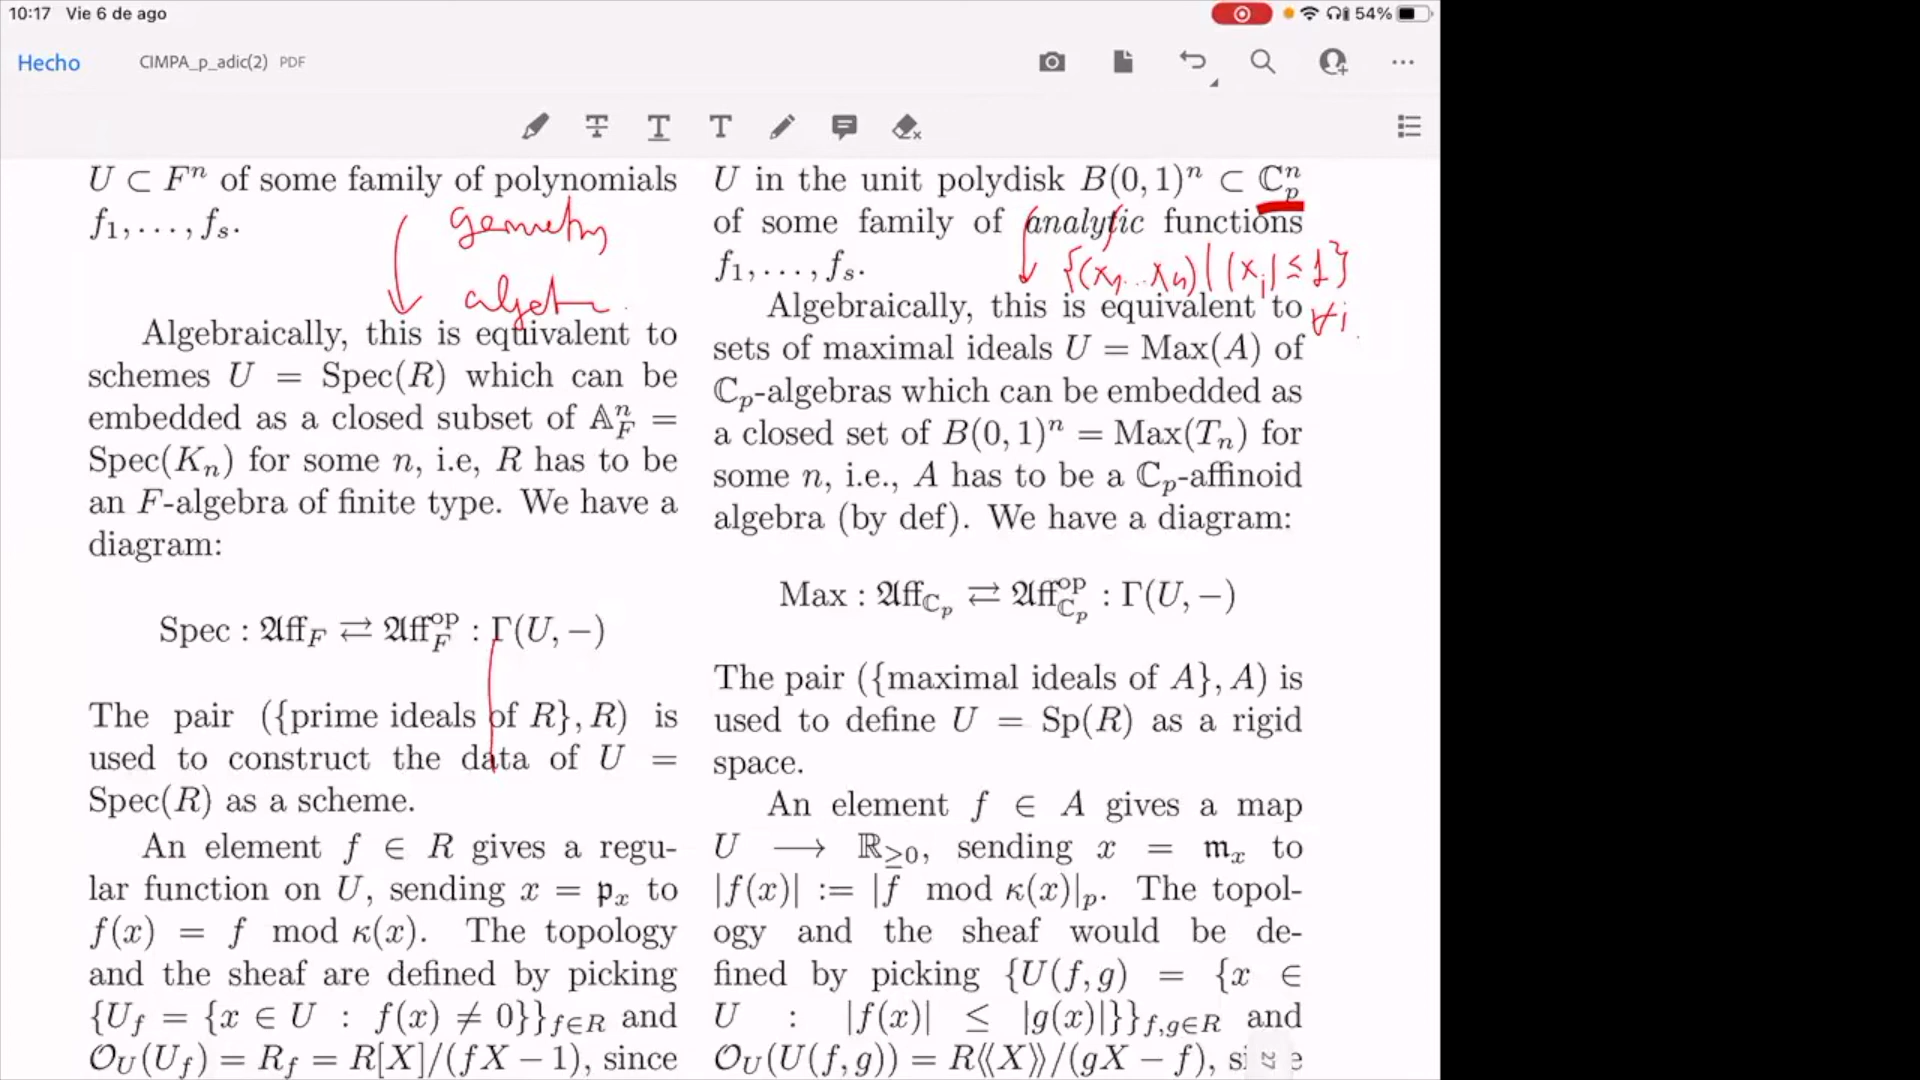 10:17 Vie 6 de ago
54%
Hecho
CIMPA_p_adic(2) PDF
U ⊂ Fⁿ of some family of polynomials
f₁, . . . , fₛ.
geometry
algebr
Algebraically, this is equivalent to
schemes U = Spec(R) which can be
embedded as a closed subset of 𝔸ⁿ_F =
Spec(Kₙ) for some n, i.e, R has to be
an F-algebra of finite type. We have a
diagram:
Spec : 𝔄ff_F ⇄ 𝔄ff_F^op : Γ(U, −)
The pair ({prime ideals of R}, R) is
used to construct the data of U =
Spec(R) as a scheme.
An element f ∈ R gives a regu-
lar function on U, sending x = 𝔭ₓ to
f(x) = f mod κ(x). The topology
and the sheaf are defined by picking
{U_f = {x ∈ U : f(x) ≠ 0}}_{f∈R} and
𝒪_U(U_f) = R_f = R[X]/(fX − 1), since
U in the unit polydisk B(0, 1)ⁿ ⊂ ℂₚⁿ
of some family of analytic functions
f₁, . . . , fₛ.
{(x₁...xₙ) | |xᵢ| ≤ 1}
∀i
Algebraically, this is equivalent to
sets of maximal ideals U = Max(A) of
ℂₚ-algebras which can be embedded as
a closed set of B(0, 1)ⁿ = Max(Tₙ) for
some n, i.e., A has to be a ℂₚ-affinoid
algebra (by def). We have a diagram:
Max : 𝔄ff_ℂₚ ⇄ 𝔄ff_ℂₚ^op : Γ(U, −)
The pair ({maximal ideals of A}, A) is
used to define U = Sp(R) as a rigid
space.
An element f ∈ A gives a map
U ⟶ ℝ≥0, sending x = 𝔪ₓ to
|f(x)| := |f mod κ(x)|ₚ. The topol-
ogy and the sheaf would be de-
fined by picking {U(f, g) = {x ∈
U : |f(x)| ≤ |g(x)|}}_{f,g∈R} and
𝒪_U(U(f, g)) = R⟪X⟫/(gX − f), si
27